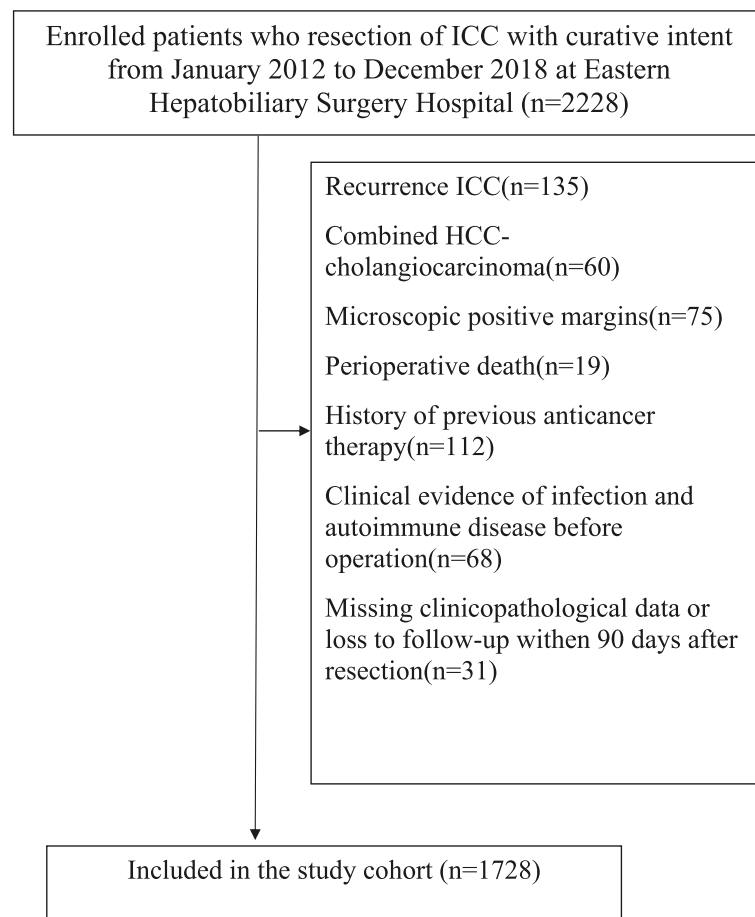 Enrolled patients who resection of ICC with curative intent
from January 2012 to December 2018 at Eastern
Hepatobiliary Surgery Hospital (n=2228)
Recurrence ICC(n=135)
Combined HCC-
cholangiocarcinoma(n=60)
Microscopic positive margins(n=75)
Perioperative death(n=19)
History of previous anticancer
therapy(n=112)
Clinical evidence of infection and
autoimmune disease before
operation(n=68)
Missing clinicopathological data or
loss to follow-up withen 90 days after
resection(n=31)
Included in the study cohort (n=1728)